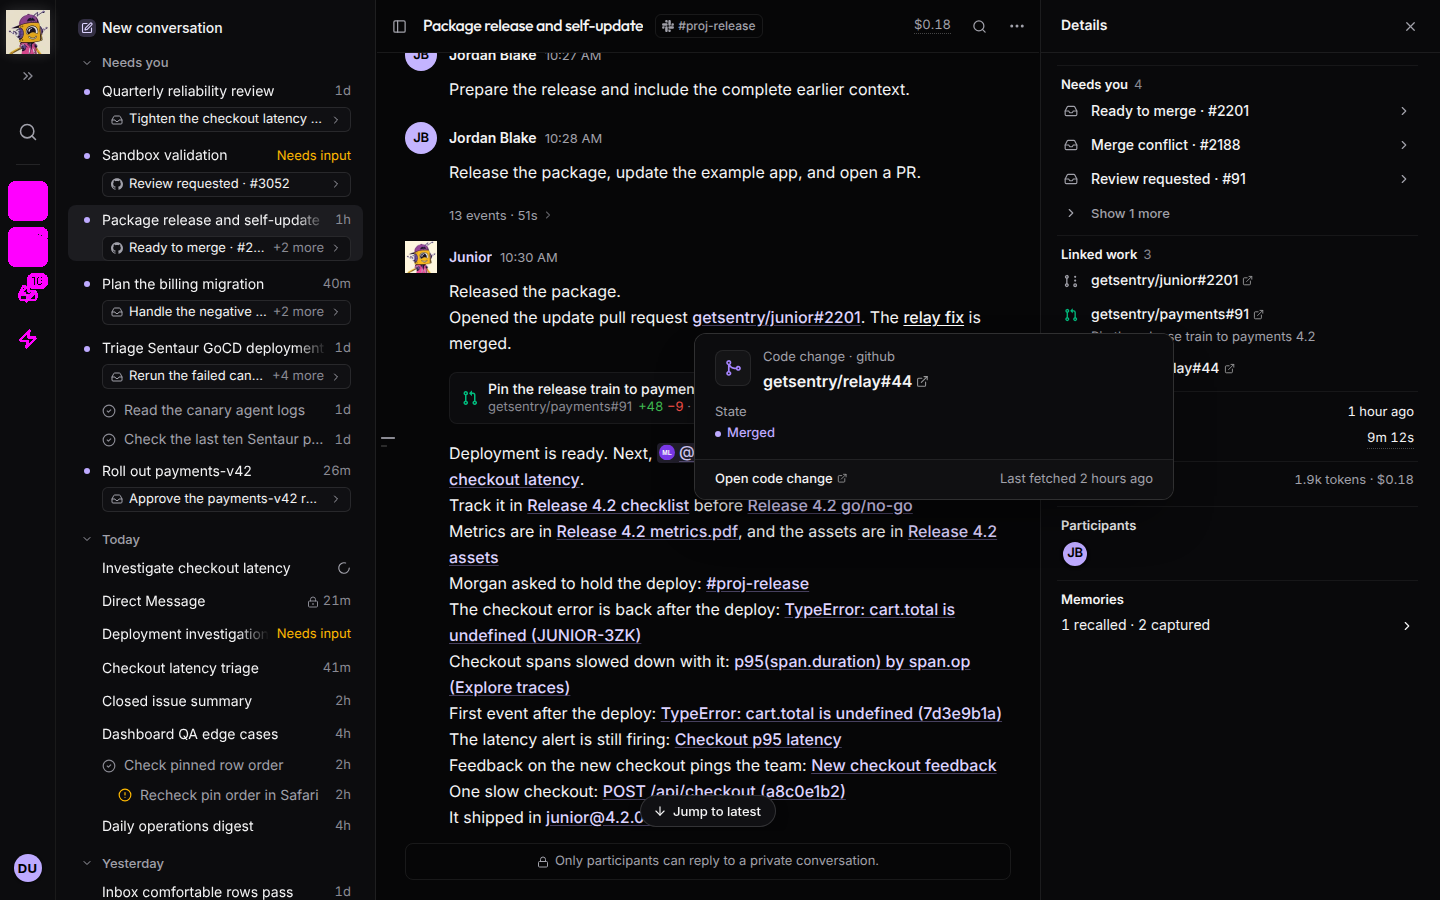 New conversation
Needs you
Quarterly reliability review 1d
Tighten the checkout latency ...
Sandbox validation Needs input
Review requested · #3052
Package release and self-update 1h
Ready to merge · #2... +2 more
Plan the billing migration 40m
Handle the negative ... +2 more
Triage Sentaur GoCD deployment 1d
Rerun the failed can... +4 more
Read the canary agent logs 1d
Check the last ten Sentaur p... 1d
Roll out payments-v42 26m
Approve the payments-v42 r...
Today
Investigate checkout latency
Direct Message 21m
Deployment investigation Needs input
Checkout latency triage 41m
Closed issue summary 2h
Dashboard QA edge cases 4h
Check pinned row order 2h
Recheck pin order in Safari 2h
Daily operations digest 4h
Yesterday
Inbox comfortable rows pass 1d
DU
Package release and self-update #proj-release $0.18
JB Jordan Blake 10:27 AM
Prepare the release and include the complete earlier context.
JB Jordan Blake 10:28 AM
Release the package, update the example app, and open a PR.
13 events · 51s
Junior 10:30 AM
Released the package.
Opened the update pull request getsentry/junior#2201. The relay fix is
merged.
Pin the release train to paymen
getsentry/payments#91 +48 −9 ·
Deployment is ready. Next, ML @
checkout latency.
Track it in Release 4.2 checklist before Release 4.2 go/no-go
Metrics are in Release 4.2 metrics.pdf, and the assets are in Release 4.2
assets
Morgan asked to hold the deploy: #proj-release
The checkout error is back after the deploy: TypeError: cart.total is
undefined (JUNIOR-3ZK)
Checkout spans slowed down with it: p95(span.duration) by span.op
(Explore traces)
First event after the deploy: TypeError: cart.total is undefined (7d3e9b1a)
The latency alert is still firing: Checkout p95 latency
Feedback on the new checkout pings the team: New checkout feedback
One slow checkout: POST /api/checkout (a8c0e1b2)
It shipped in junior@4.2.0
Jump to latest
Only participants can reply to a private conversation.
Code change · github
getsentry/relay#44
State
Merged
Open code change Last fetched 2 hours ago
Details
Needs you 4
Ready to merge · #2201
Merge conflict · #2188
Review requested · #91
Show 1 more
Linked work 3
getsentry/junior#2201
getsentry/payments#91
se train to payments 4.2
lay#44
1 hour ago
9m 12s
1.9k tokens · $0.18
Participants
JB
Memories
1 recalled · 2 captured